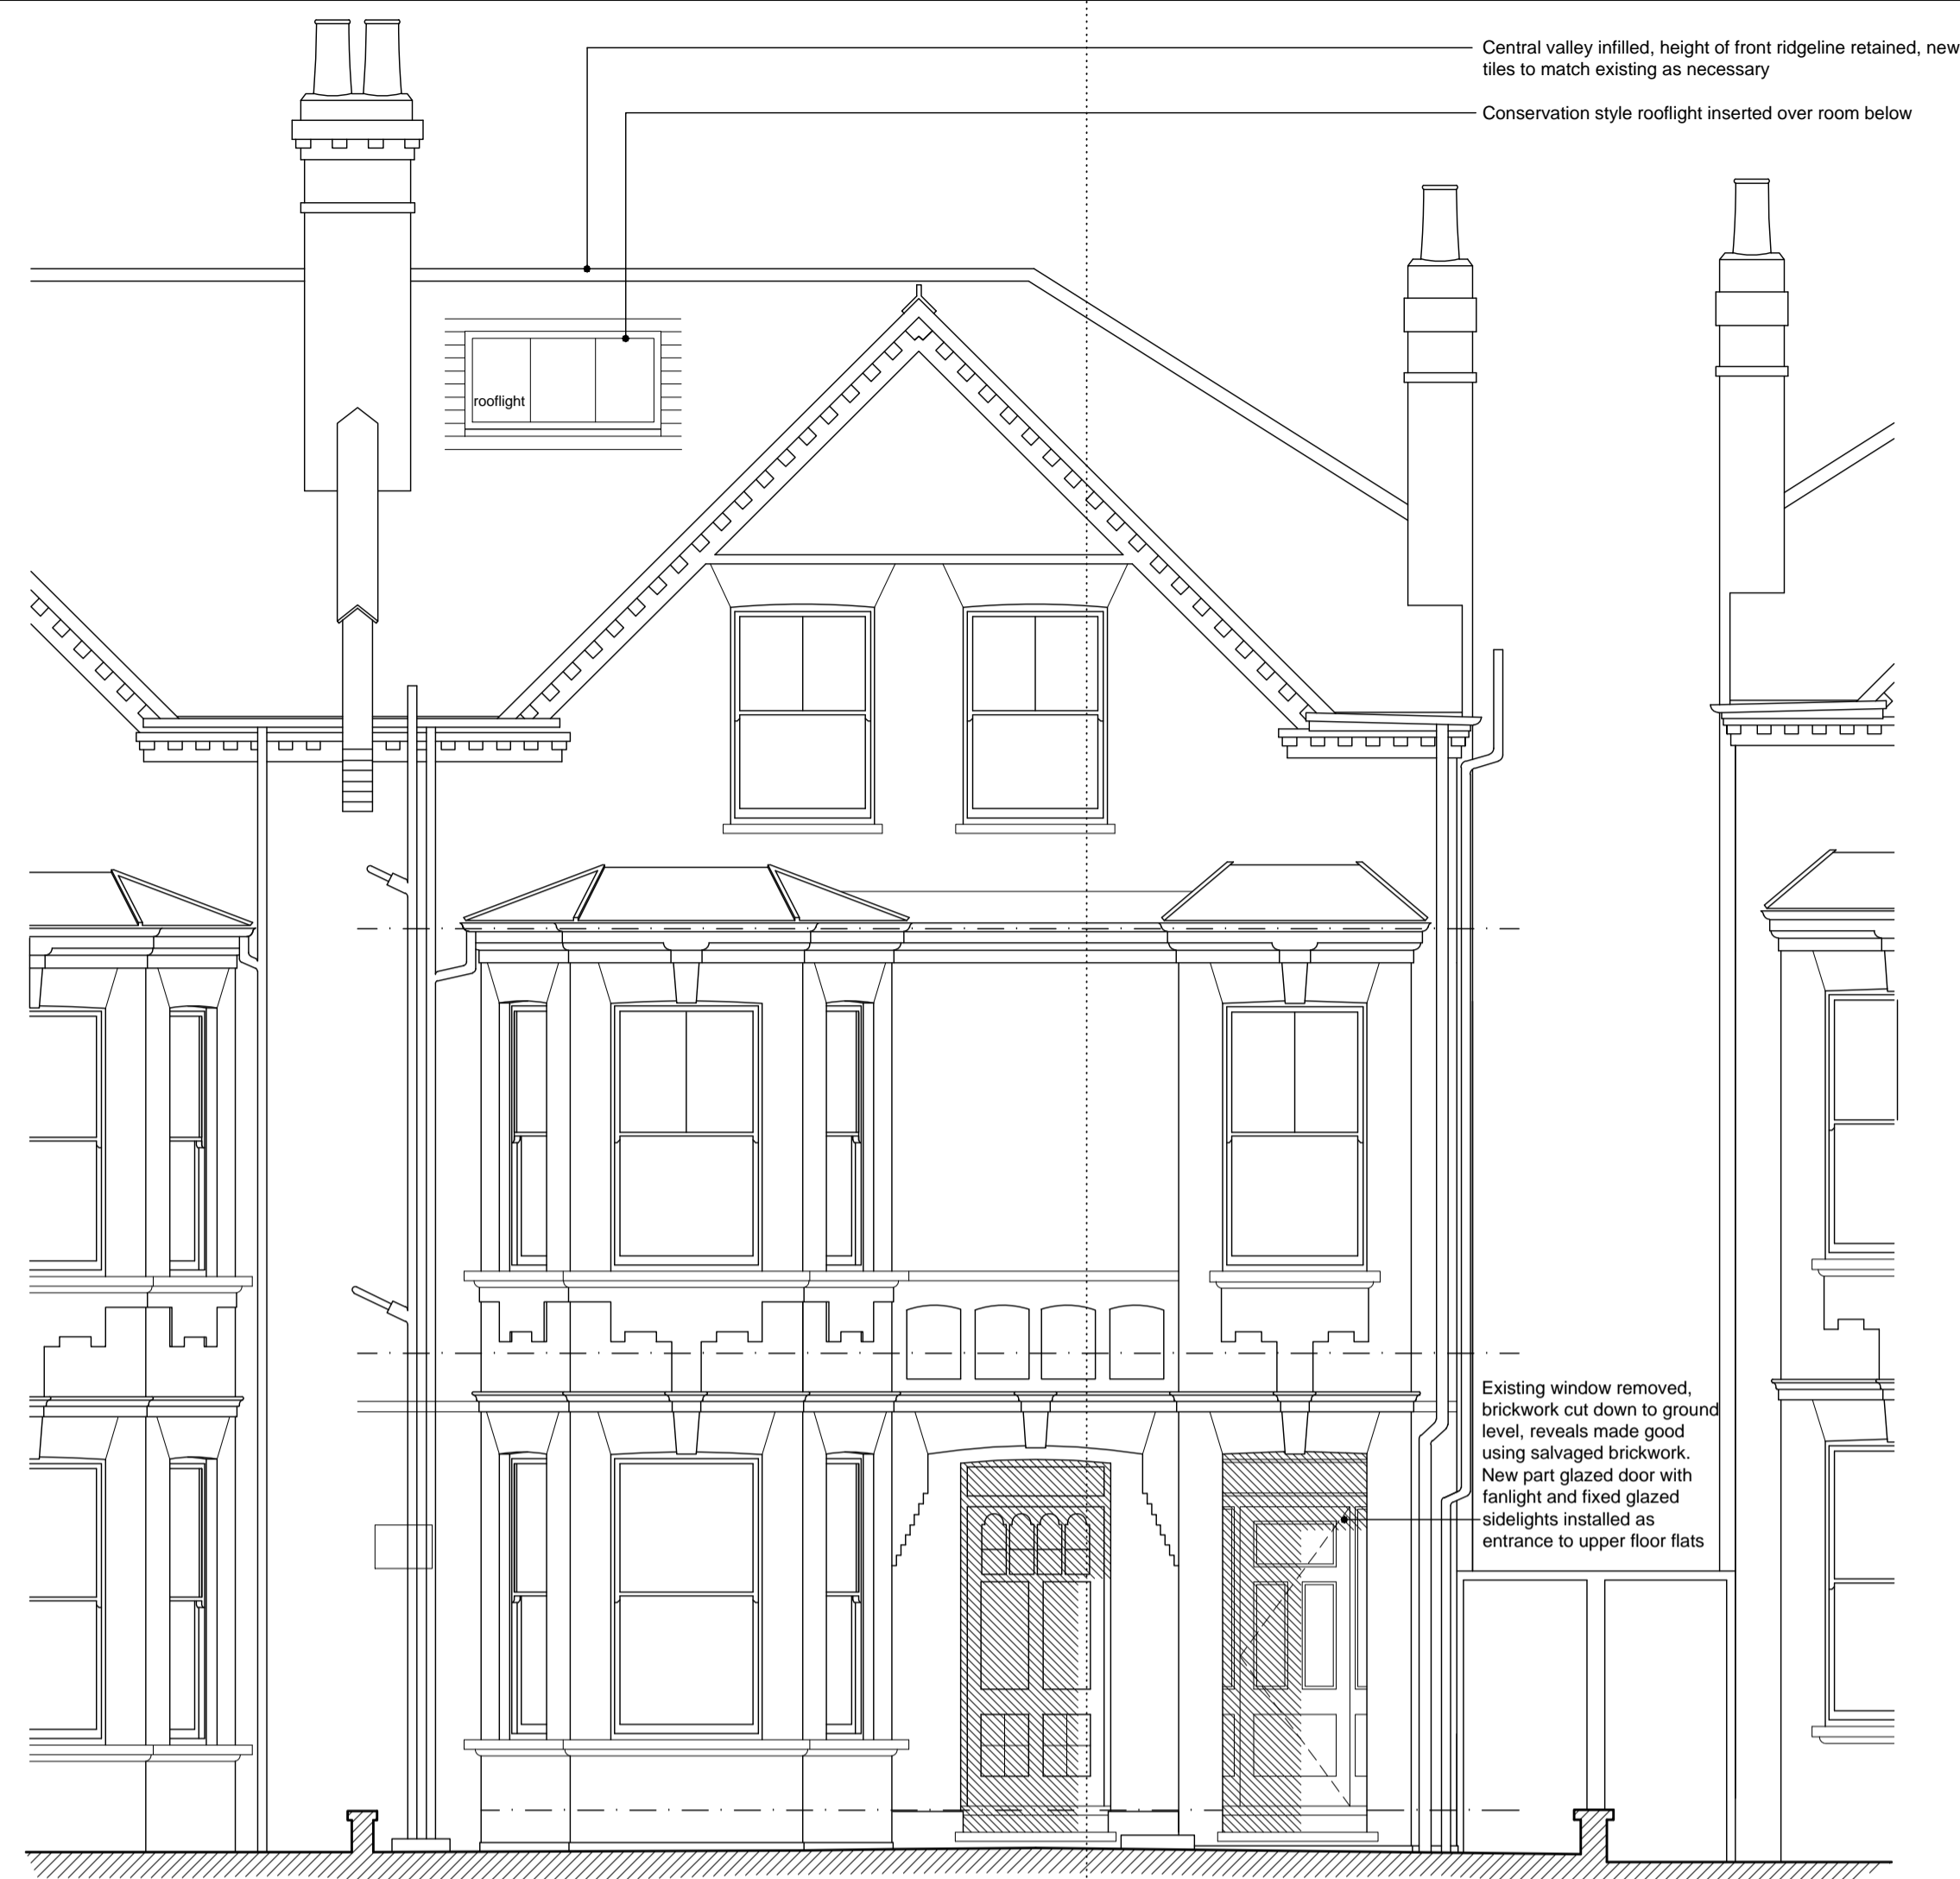 Central valley infilled, height of front ridgeline retained, new
tiles to match existing as necessary
Conservation style rooflight inserted over room below
rooflight
Existing window removed,
brickwork cut down to ground
level, reveals made good
using salvaged brickwork.
New part glazed door with
fanlight and fixed glazed
sidelights installed as
entrance to upper floor flats